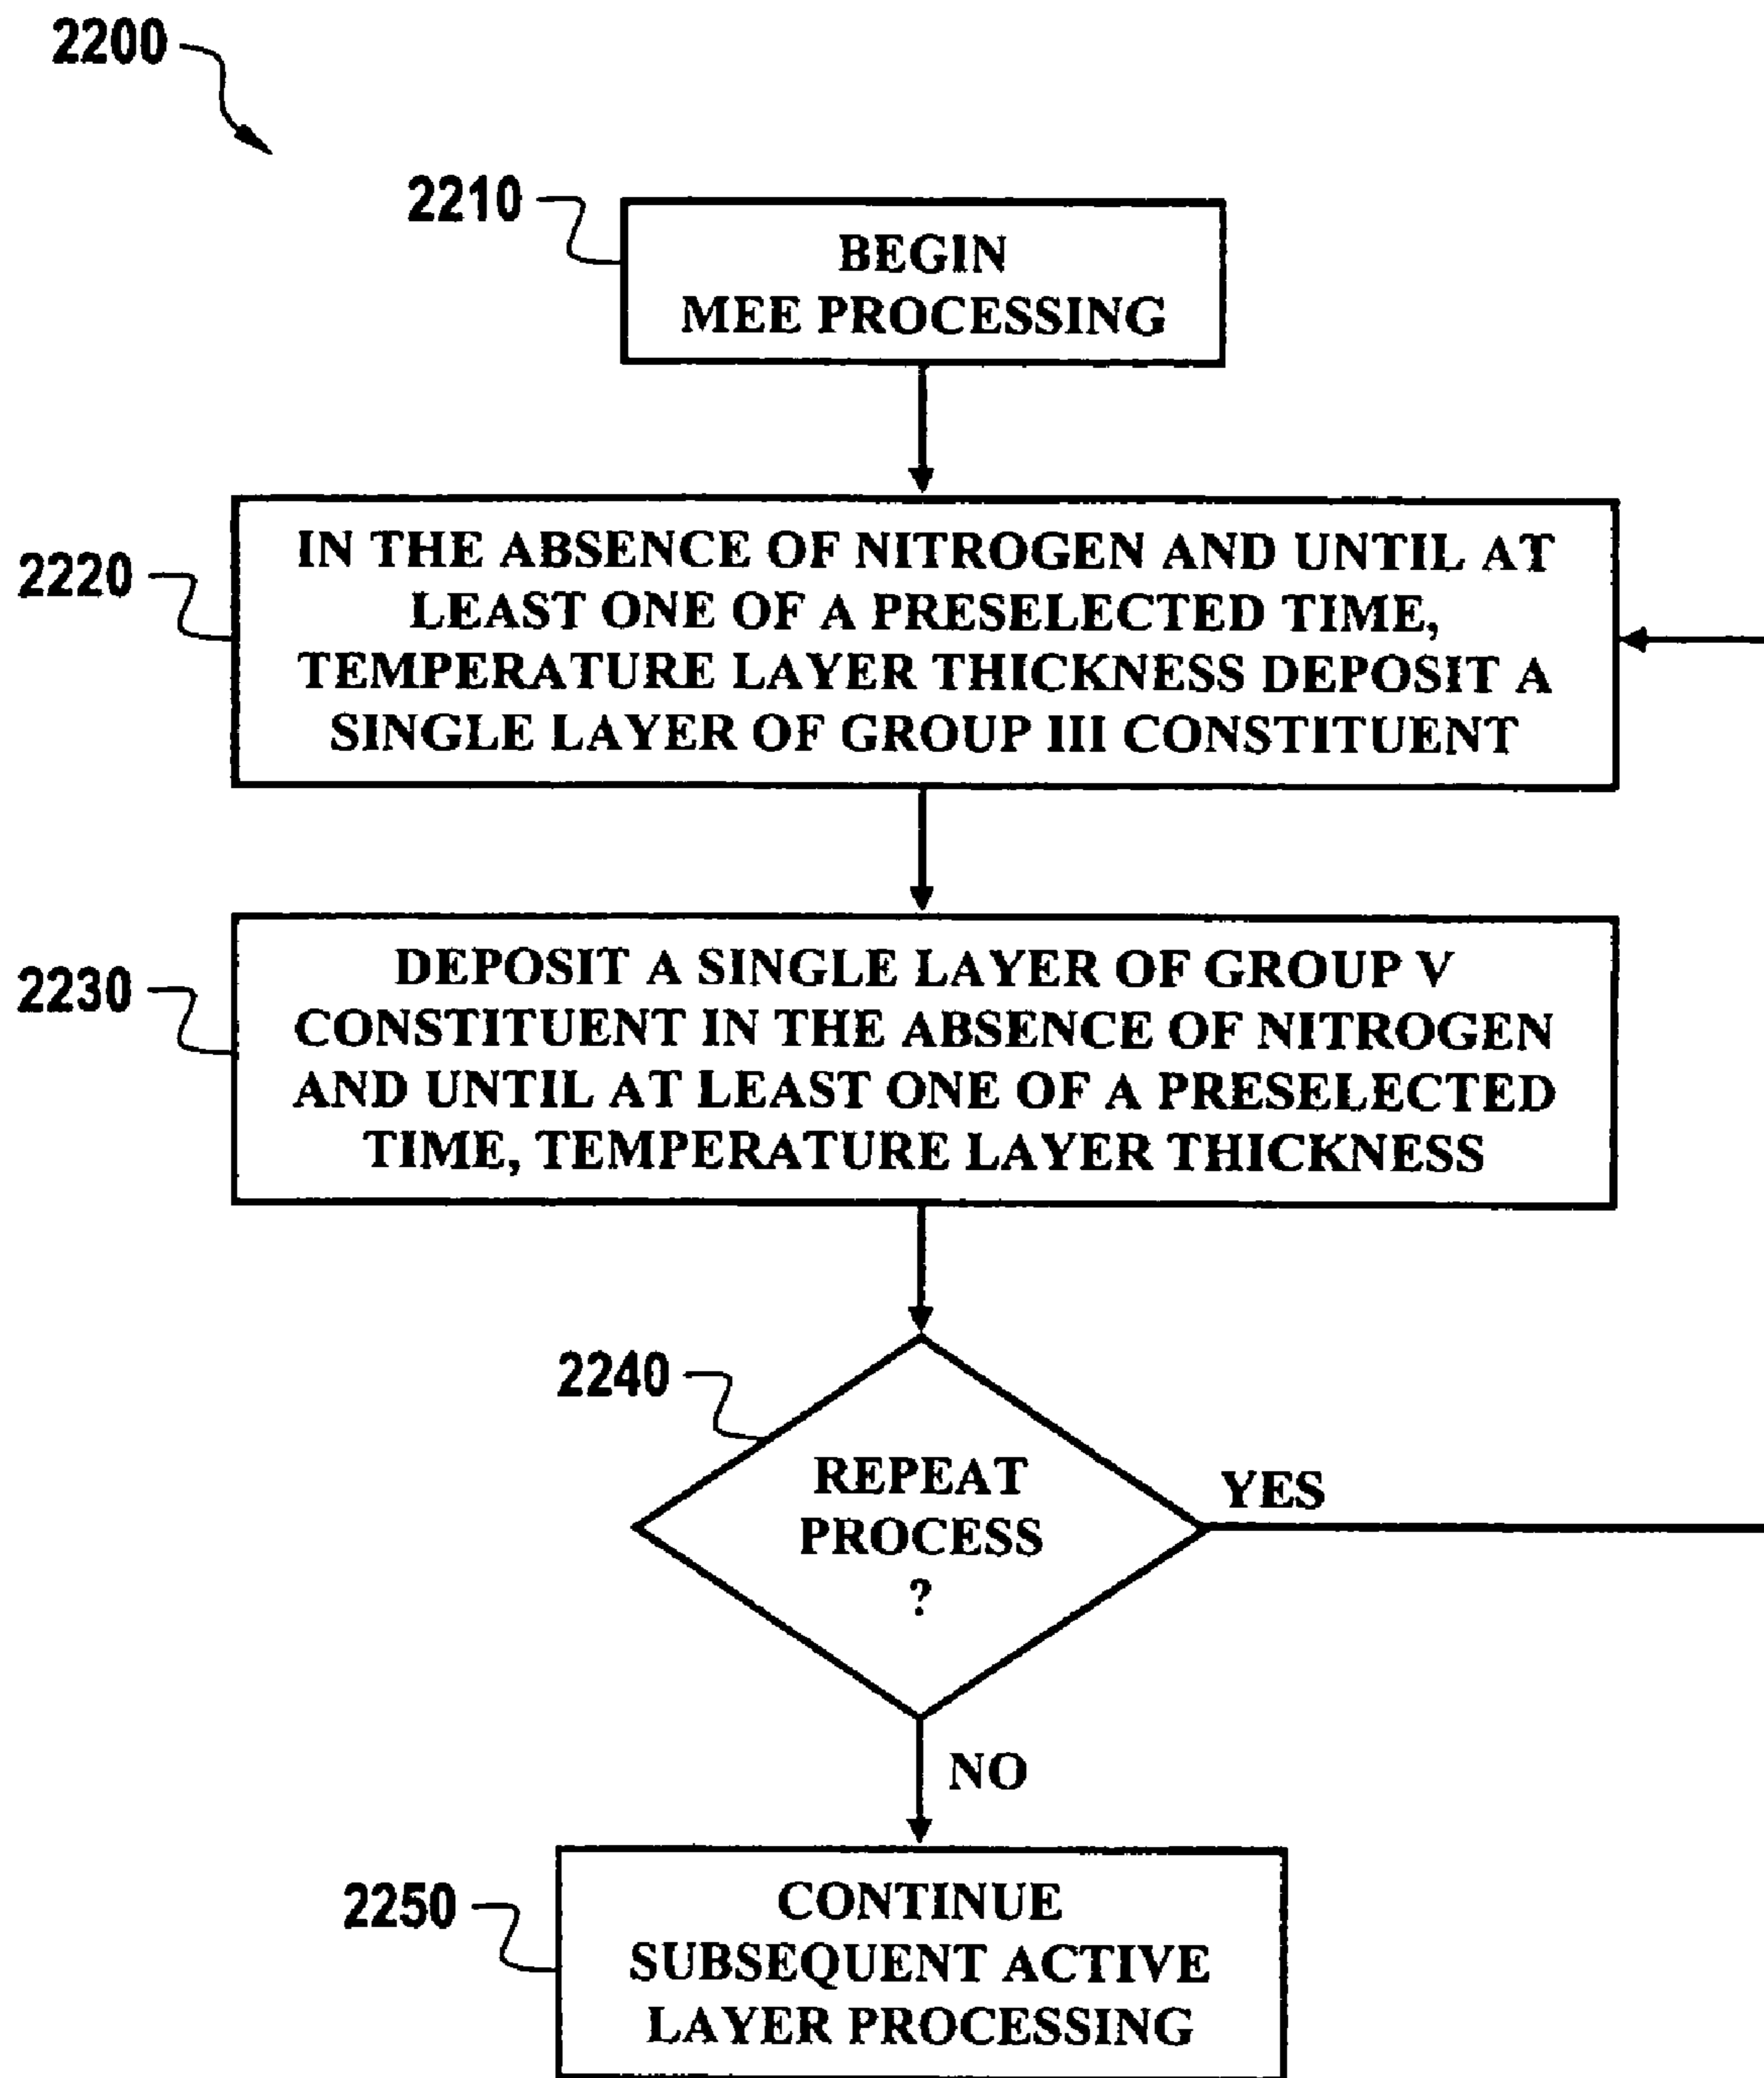 2200
2210
BEGIN
MEE PROCESSING
2220
IN THE ABSENCE OF NITROGEN AND UNTIL AT
LEAST ONE OF A PRESELECTED TIME,
TEMPERATURE LAYER THICKNESS DEPOSIT A
SINGLE LAYER OF GROUP III CONSTITUENT
2230
DEPOSIT A SINGLE LAYER OF GROUP V
CONSTITUENT IN THE ABSENCE OF NITROGEN
AND UNTIL AT LEAST ONE OF A PRESELECTED
TIME, TEMPERATURE LAYER THICKNESS
2240
REPEAT
PROCESS
?
YES
NO
2250
CONTINUE
SUBSEQUENT ACTIVE
LAYER PROCESSING